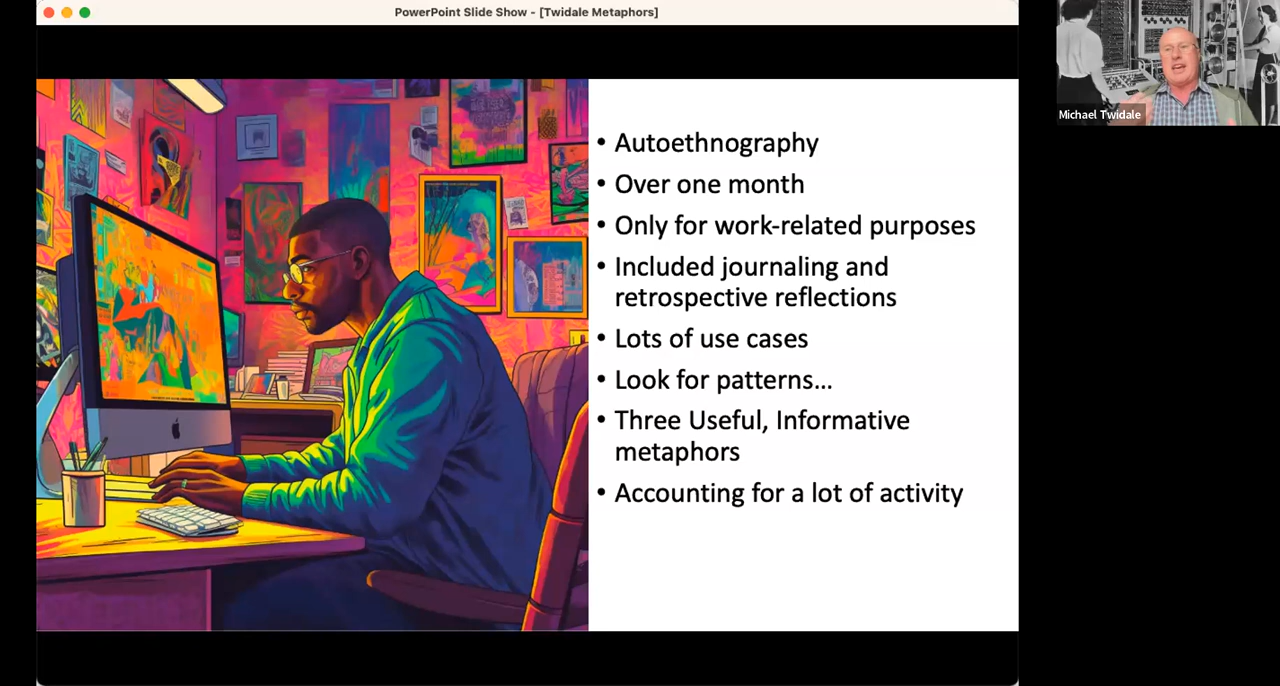 PowerPoint Slide Show - [Twidale Metaphors]
• Autoethnography
• Over one month
• Only for work-related purposes
• Included journaling and
retrospective reflections
• Lots of use cases
• Look for patterns...
• Three Useful, Informative
metaphors
• Accounting for a lot of activity
Michael Twidale